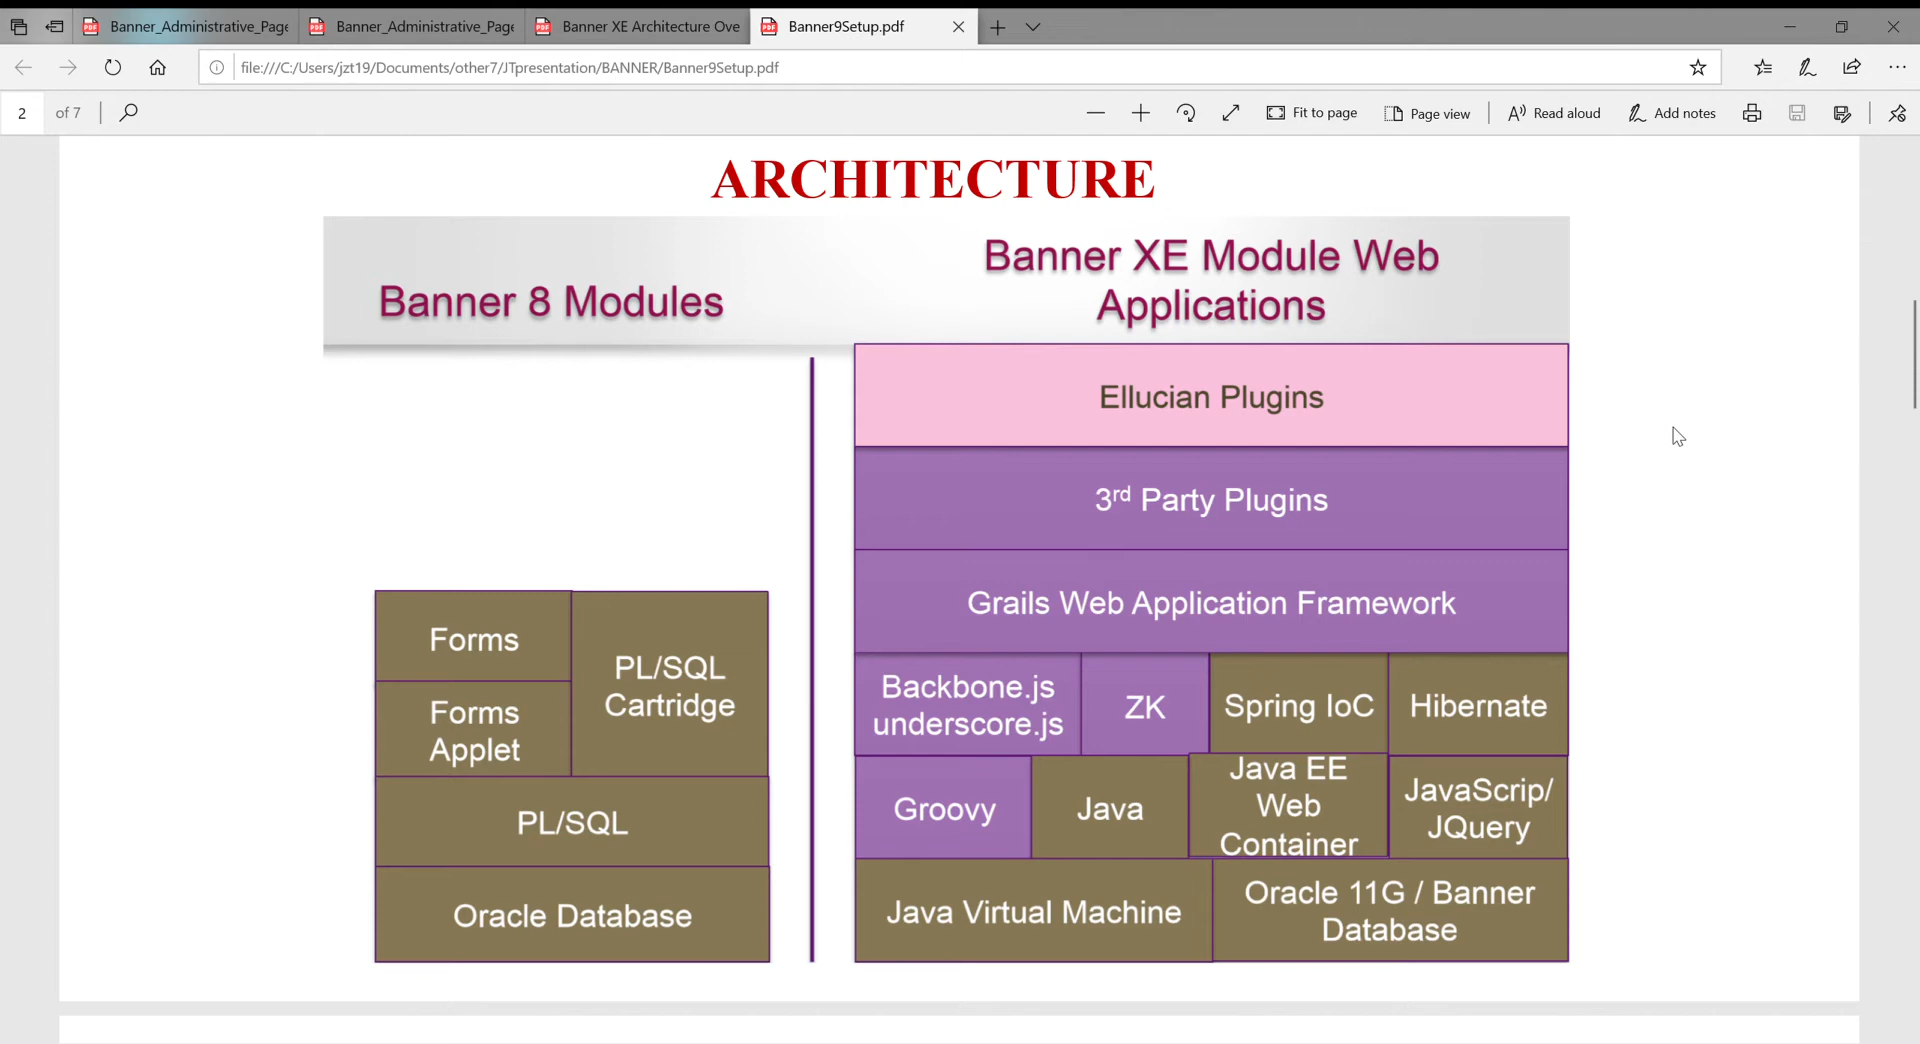 Banner_Administrative_Page
Banner_Administrative_Page
Banner XE Architecture Ove
Banner9Setup.pdf
file:///C:/Users/jzt19/Documents/other7/JTpresentation/BANNER/Banner9Setup.pdf
2 of 7
Fit to page
Page view
Read aloud
Add notes
ARCHITECTURE
Banner 8 Modules
Banner XE Module Web
Applications
Ellucian Plugins
3rd Party Plugins
Grails Web Application Framework
Forms
PL/SQL
Cartridge
Forms
Applet
PL/SQL
Oracle Database
Backbone.js
underscore.js
ZK
Spring IoC
Hibernate
Groovy
Java
Java EE
Web
Container
JavaScrip/
JQuery
Java Virtual Machine
Oracle 11G / Banner
Database